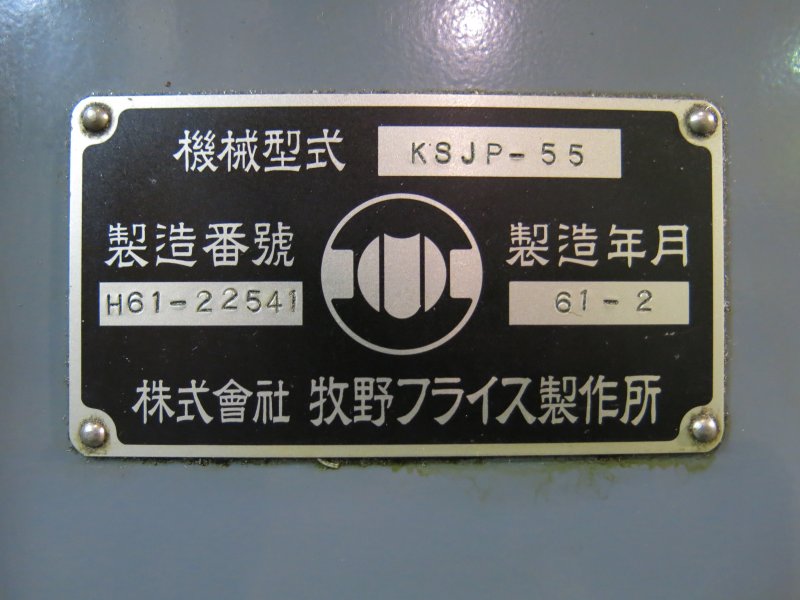 機械型式 KSJP-55
製造番號 製造年月
H61-22541 61-2
株式會社 牧野フライス製作所